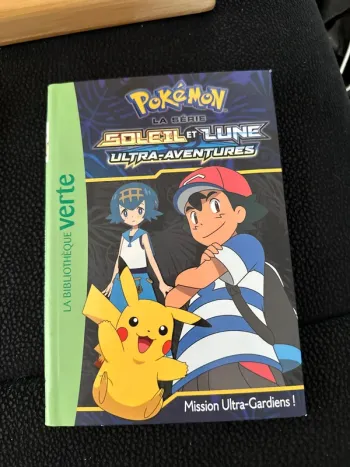 POKÉMON
LA SÉRIE
SOLEIL ET LUNE
ULTRA-AVENTURES
LA BIBLIOTHÈQUE verte
Mission Ultra-Gardiens !